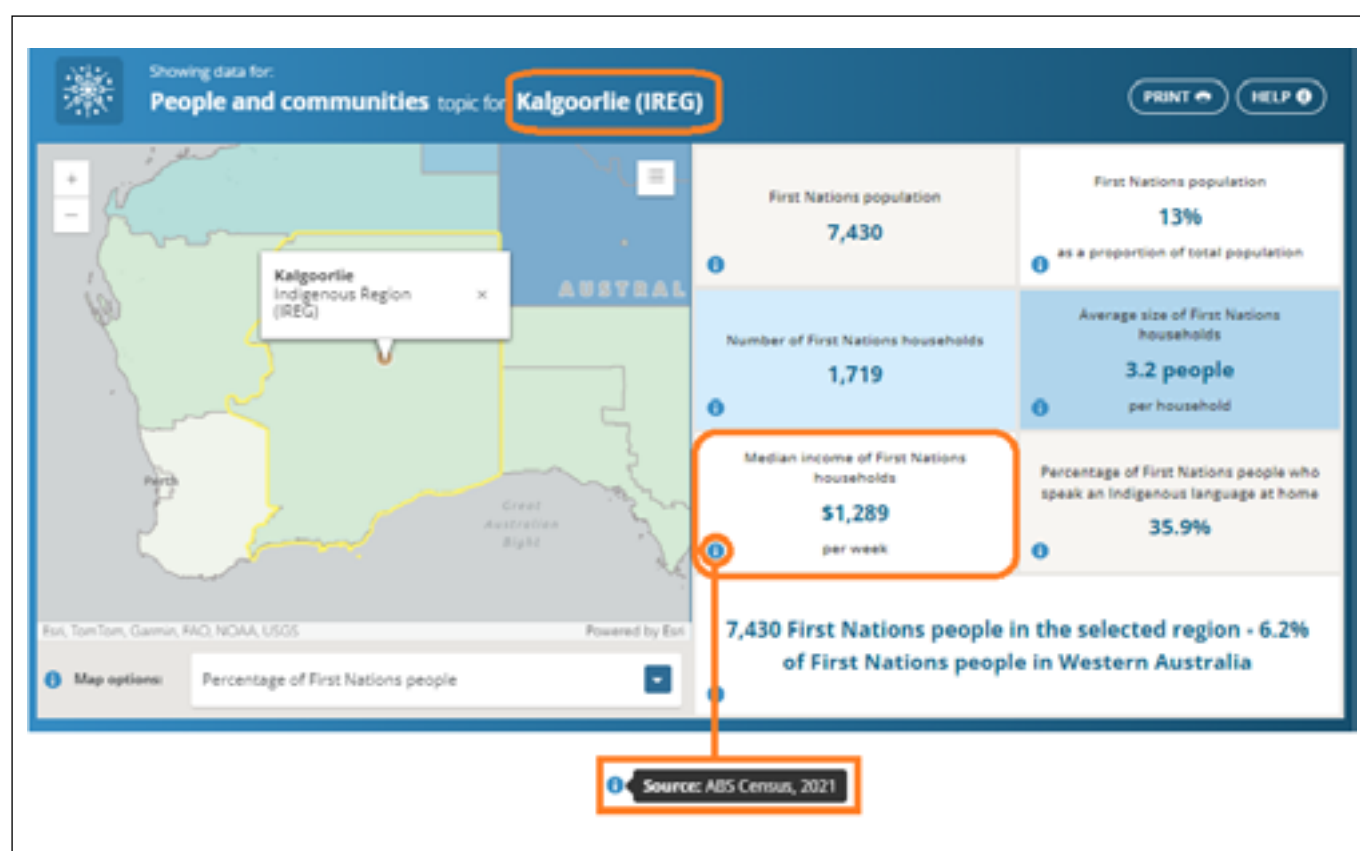 Showing data for:
People and communities topic for Kalgoorlie (IREG)
PRINT
HELP
+
−
Kalgoorlie
Indigenous Region
(IREG)
×
AUSTRAL
Perth
Great
Australian
Bight
Esri, TomTom, Garmin, FAO, NOAA, USGS
Powered by Esri
Map options:
Percentage of First Nations people
First Nations population
7,430
First Nations population
13%
as a proportion of total population
Number of First Nations households
1,719
Average size of First Nations
households
3.2 people
per household
Median income of First Nations
households
$1,289
per week
Percentage of First Nations people who
speak an Indigenous language at home
35.9%
7,430 First Nations people in the selected region - 6.2%
of First Nations people in Western Australia
Source: ABS Census, 2021